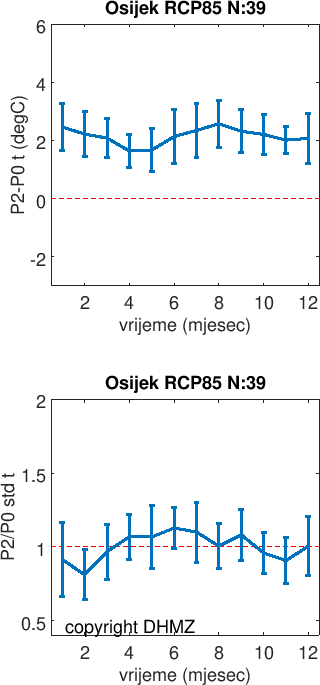 Osijek RCP85 N:39
6
4
2
0
-2
P2-P0 t (degC)
2 4 6 8 10 12
vrijeme (mjesec)
Osijek RCP85 N:39
2
1.5
1
0.5
P2/P0 std t
copyright DHMZ
2 4 6 8 10 12
vrijeme (mjesec)